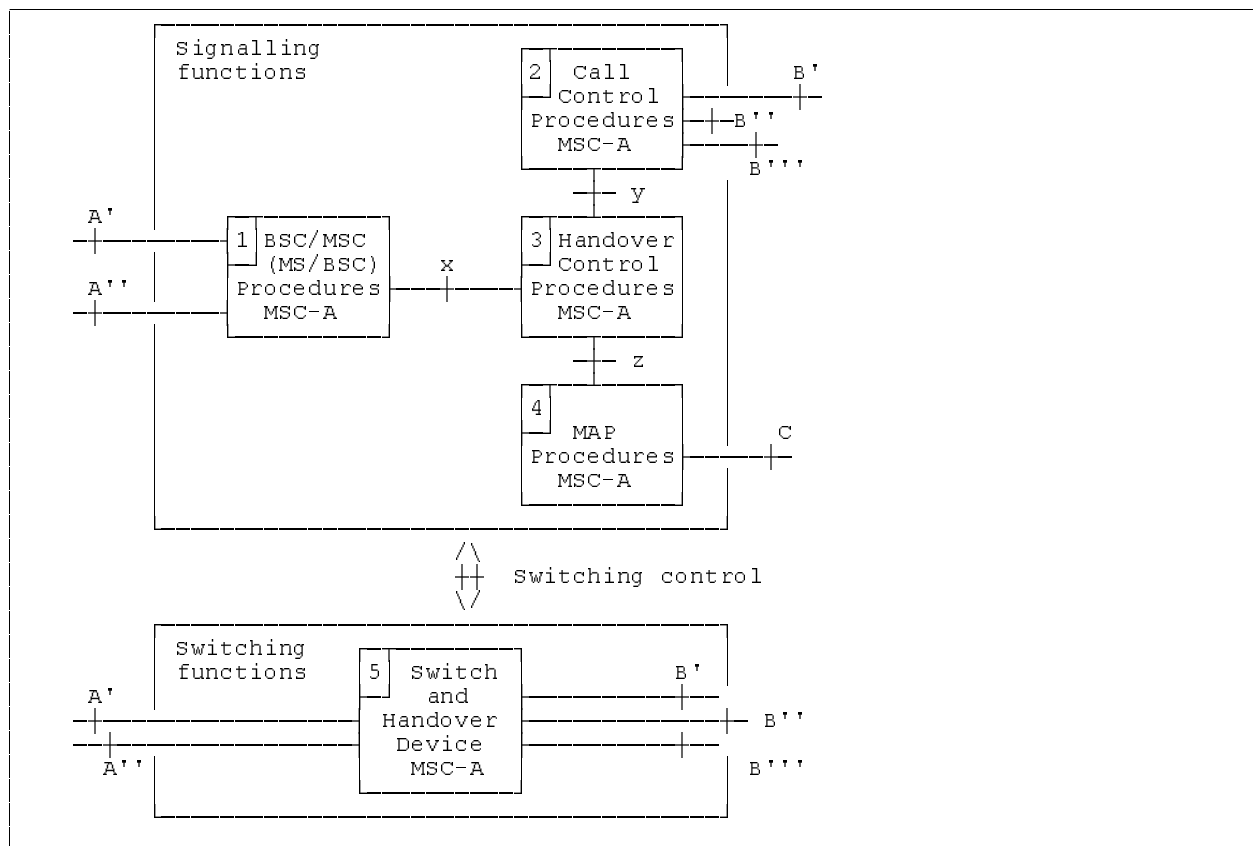 Signalling
functions
2 Call
Control
Procedures
MSC-A
B'
B''
B'''
y
A'
A''
1 BSC/MSC
(MS/BSC)
Procedures
MSC-A
x
3 Handover
Control
Procedures
MSC-A
z
4
MAP
Procedures
MSC-A
C
Switching control
Switching
functions
5 Switch
and
Handover
Device
MSC-A
A'
A''
B'
B''
B'''